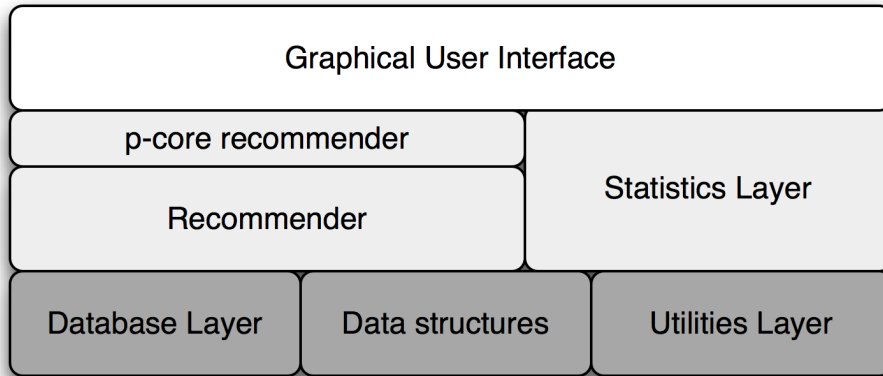 Graphical User Interface
p-core recommender
Statistics Layer
Recommender
Database Layer
Data structures
Utilities Layer